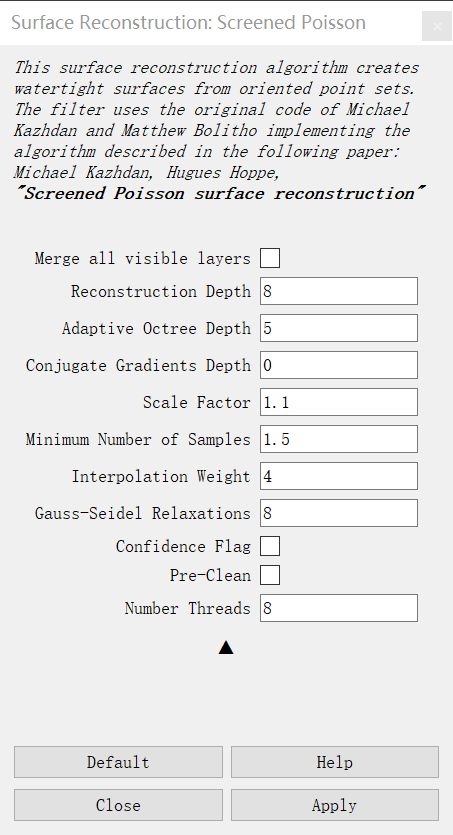 Surface Reconstruction: Screened Poisson
This surface reconstruction algorithm creates
watertight surfaces from oriented point sets.
The filter uses the original code of Michael
Kazhdan and Matthew Bolitho implementing the
algorithm described in the following paper:
Michael Kazhdan, Hugues Hoppe,
"Screened Poisson surface reconstruction"
Merge all visible layers
Reconstruction Depth 8
Adaptive Octree Depth 5
Conjugate Gradients Depth 0
Scale Factor 1.1
Minimum Number of Samples 1.5
Interpolation Weight 4
Gauss-Seidel Relaxations 8
Confidence Flag
Pre-Clean
Number Threads 8
Default Help
Close Apply